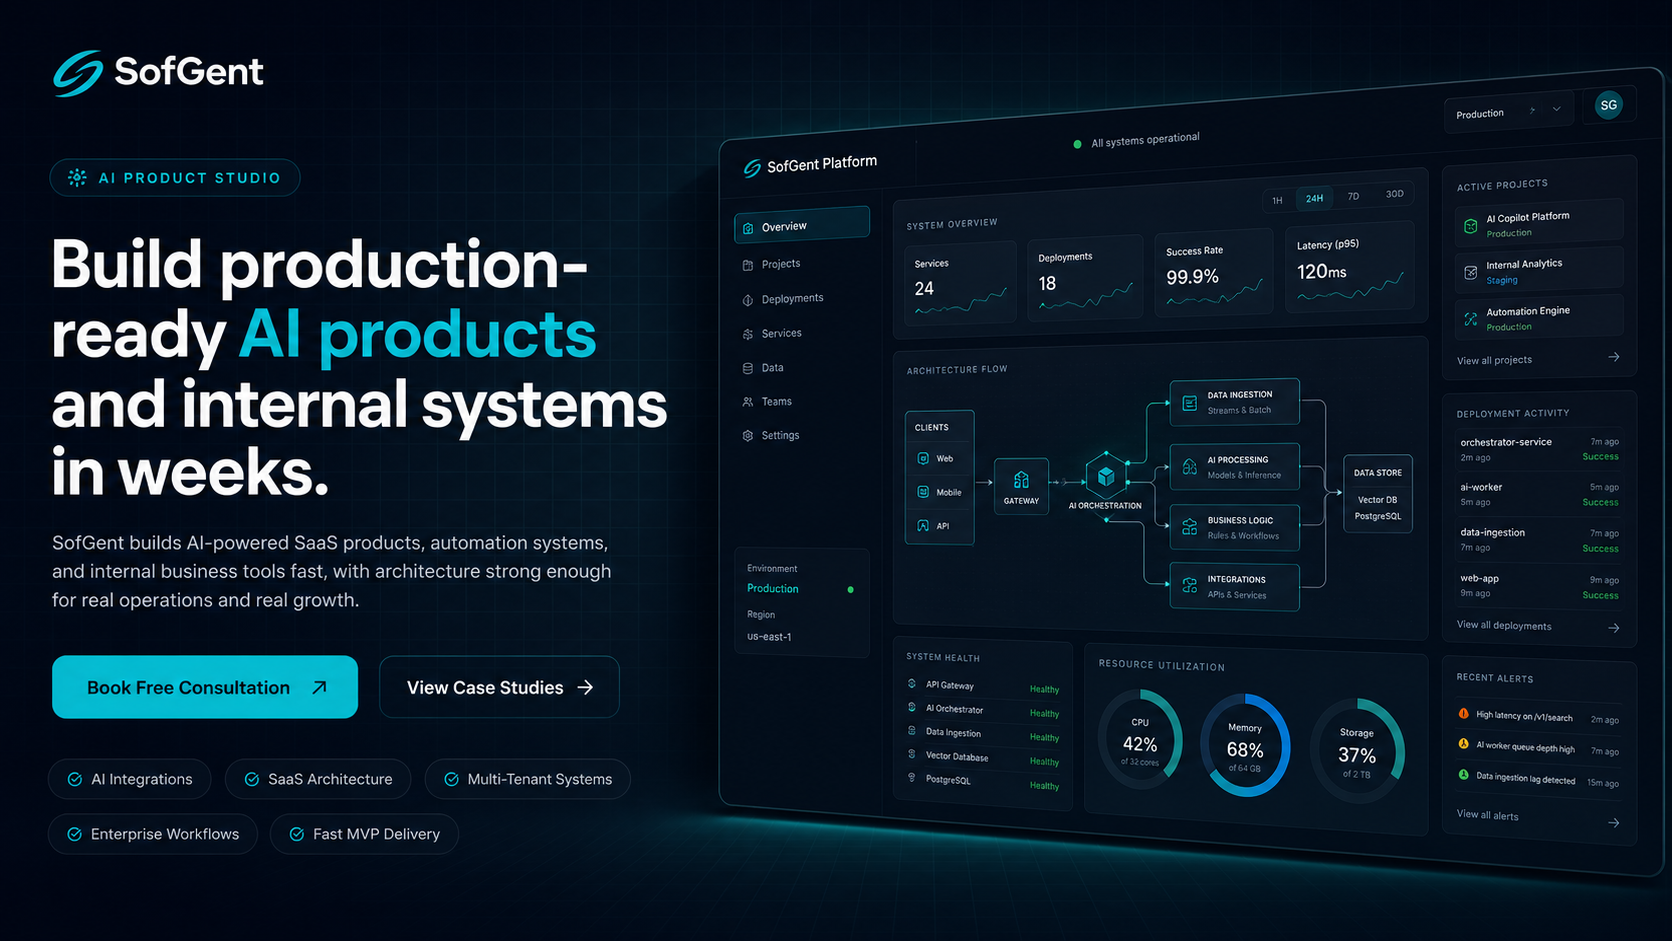 SofGent
AI PRODUCT STUDIO
Build production-
ready AI products
and internal systems
in weeks.
SofGent builds AI-powered SaaS products, automation systems,
and internal business tools fast, with architecture strong enough
for real operations and real growth.
Book Free Consultation
View Case Studies
AI Integrations
SaaS Architecture
Multi-Tenant Systems
Enterprise Workflows
Fast MVP Delivery
SofGent Platform
All systems operational
Production
SG
Overview
Projects
Deployments
Services
Data
Teams
Settings
Environment
Production
Region
us-east-1
SYSTEM OVERVIEW
1H 24H 7D 30D
Services
24
Deployments
18
Success Rate
99.9%
Latency (p95)
120ms
ARCHITECTURE FLOW
CLIENTS
Web
Mobile
API
GATEWAY
AI ORCHESTRATION
DATA INGESTION
Streams & Batch
AI PROCESSING
Models & Inference
BUSINESS LOGIC
Rules & Workflows
INTEGRATIONS
APIs & Services
DATA STORE
Vector DB
PostgreSQL
SYSTEM HEALTH
API Gateway Healthy
AI Orchestrator Healthy
Data Ingestion Healthy
Vector Database Healthy
PostgreSQL Healthy
RESOURCE UTILIZATION
CPU
42%
of 32 cores
Memory
68%
of 64 GB
Storage
37%
of 2 TB
ACTIVE PROJECTS
AI Copilot Platform
Production
Internal Analytics
Staging
Automation Engine
Production
View all projects
DEPLOYMENT ACTIVITY
orchestrator-service 7m ago
2m ago Success
ai-worker 5m ago
5m ago Success
data-ingestion 7m ago
7m ago Success
web-app 9m ago
9m ago Success
View all deployments
RECENT ALERTS
High latency on /v1/search 2m ago
AI worker queue depth high 7m ago
Data ingestion lag detected 15m ago
View all alerts